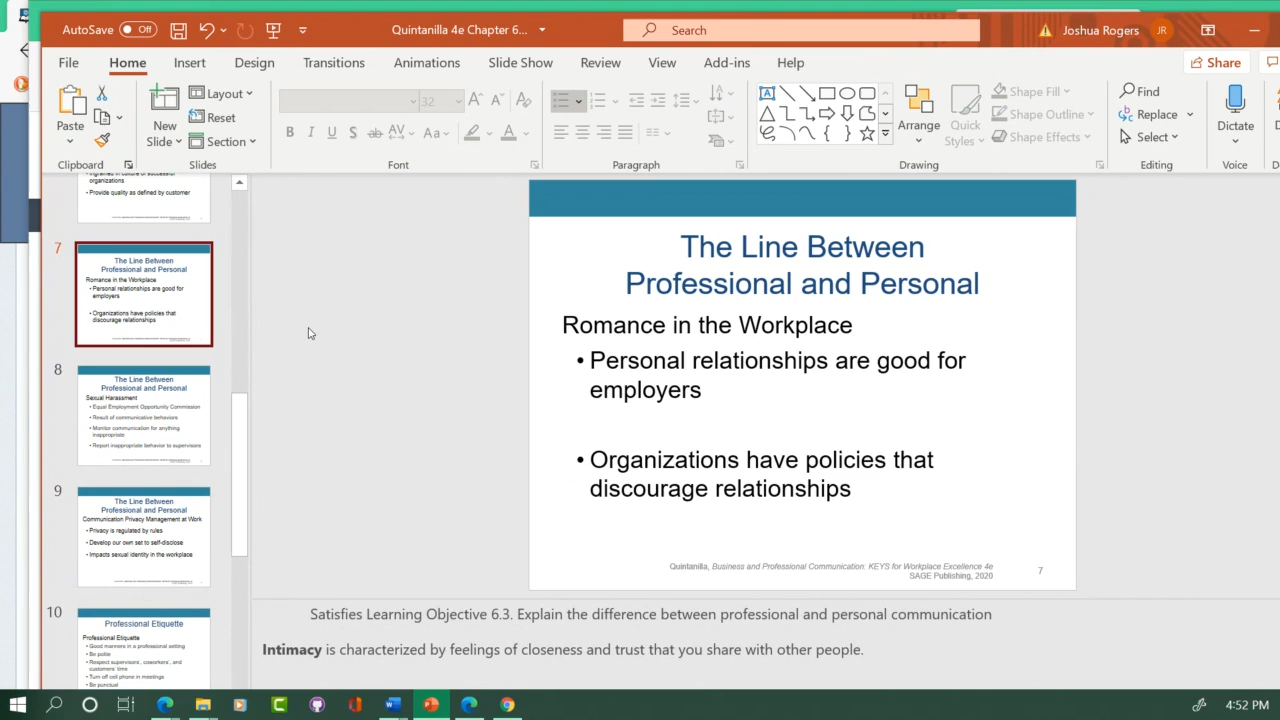 AutoSave Off
Quintanilla 4e Chapter 6...
Search
Joshua Rogers
JR
File Home Insert Design Transitions Animations Slide Show Review View Add-ins Help
Share
Paste
New
Slide
Layout
Reset
Section
32
Arrange
Quick
Styles
Shape Fill
Shape Outline
Shape Effects
Find
Replace
Select
Dictate
Clipboard Slides Font Paragraph Drawing Editing Voice
organizations
• Provide quality as defined by customer
7
The Line Between
Professional and Personal
Romance in the Workplace
• Personal relationships are good for
employers
• Organizations have policies that
discourage relationships
8
The Line Between
Professional and Personal
Sexual Harassment
• Equal Employment Opportunity Commission
• Result of communicative behaviors
• Monitor communication for anything
inappropriate
• Report inappropriate behavior to supervisors
9
The Line Between
Professional and Personal
Communication Privacy Management at Work
• Privacy is regulated by rules
• Develop our own set to self-disclose
• Impacts sexual identity in the workplace
10
Professional Etiquette
Professional Etiquette
• Good manners in a professional setting
• Be polite
• Respect supervisors', coworkers', and
customers' time
• Turn off cell phone in meetings
• Be punctual
The Line Between
Professional and Personal
Romance in the Workplace
• Personal relationships are good for
employers
• Organizations have policies that
discourage relationships
Quintanilla, Business and Professional Communication: KEYS for Workplace Excellence 4e
SAGE Publishing, 2020
7
Satisfies Learning Objective 6.3. Explain the difference between professional and personal communication
Intimacy is characterized by feelings of closeness and trust that you share with other people.
4:52 PM